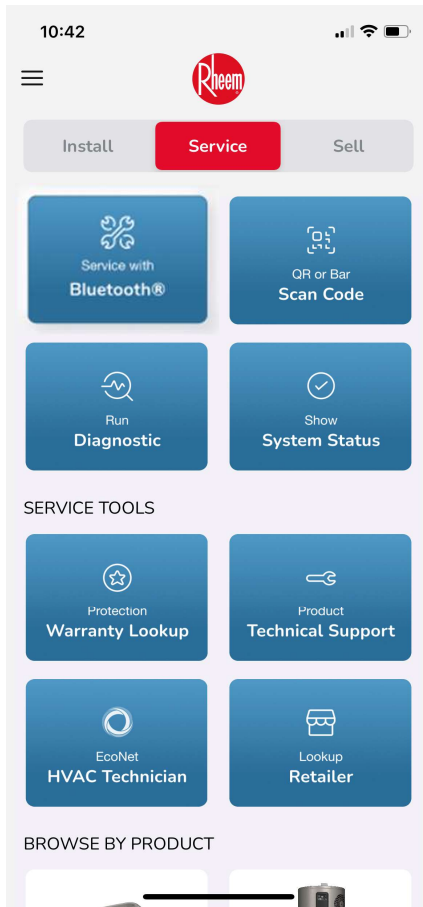 10:42
Rheem
Install
Service
Sell
Service with
Bluetooth®
QR or Bar
Scan Code
Run
Diagnostic
Show
System Status
SERVICE TOOLS
Protection
Warranty Lookup
Product
Technical Support
EcoNet
HVAC Technician
Lookup
Retailer
BROWSE BY PRODUCT